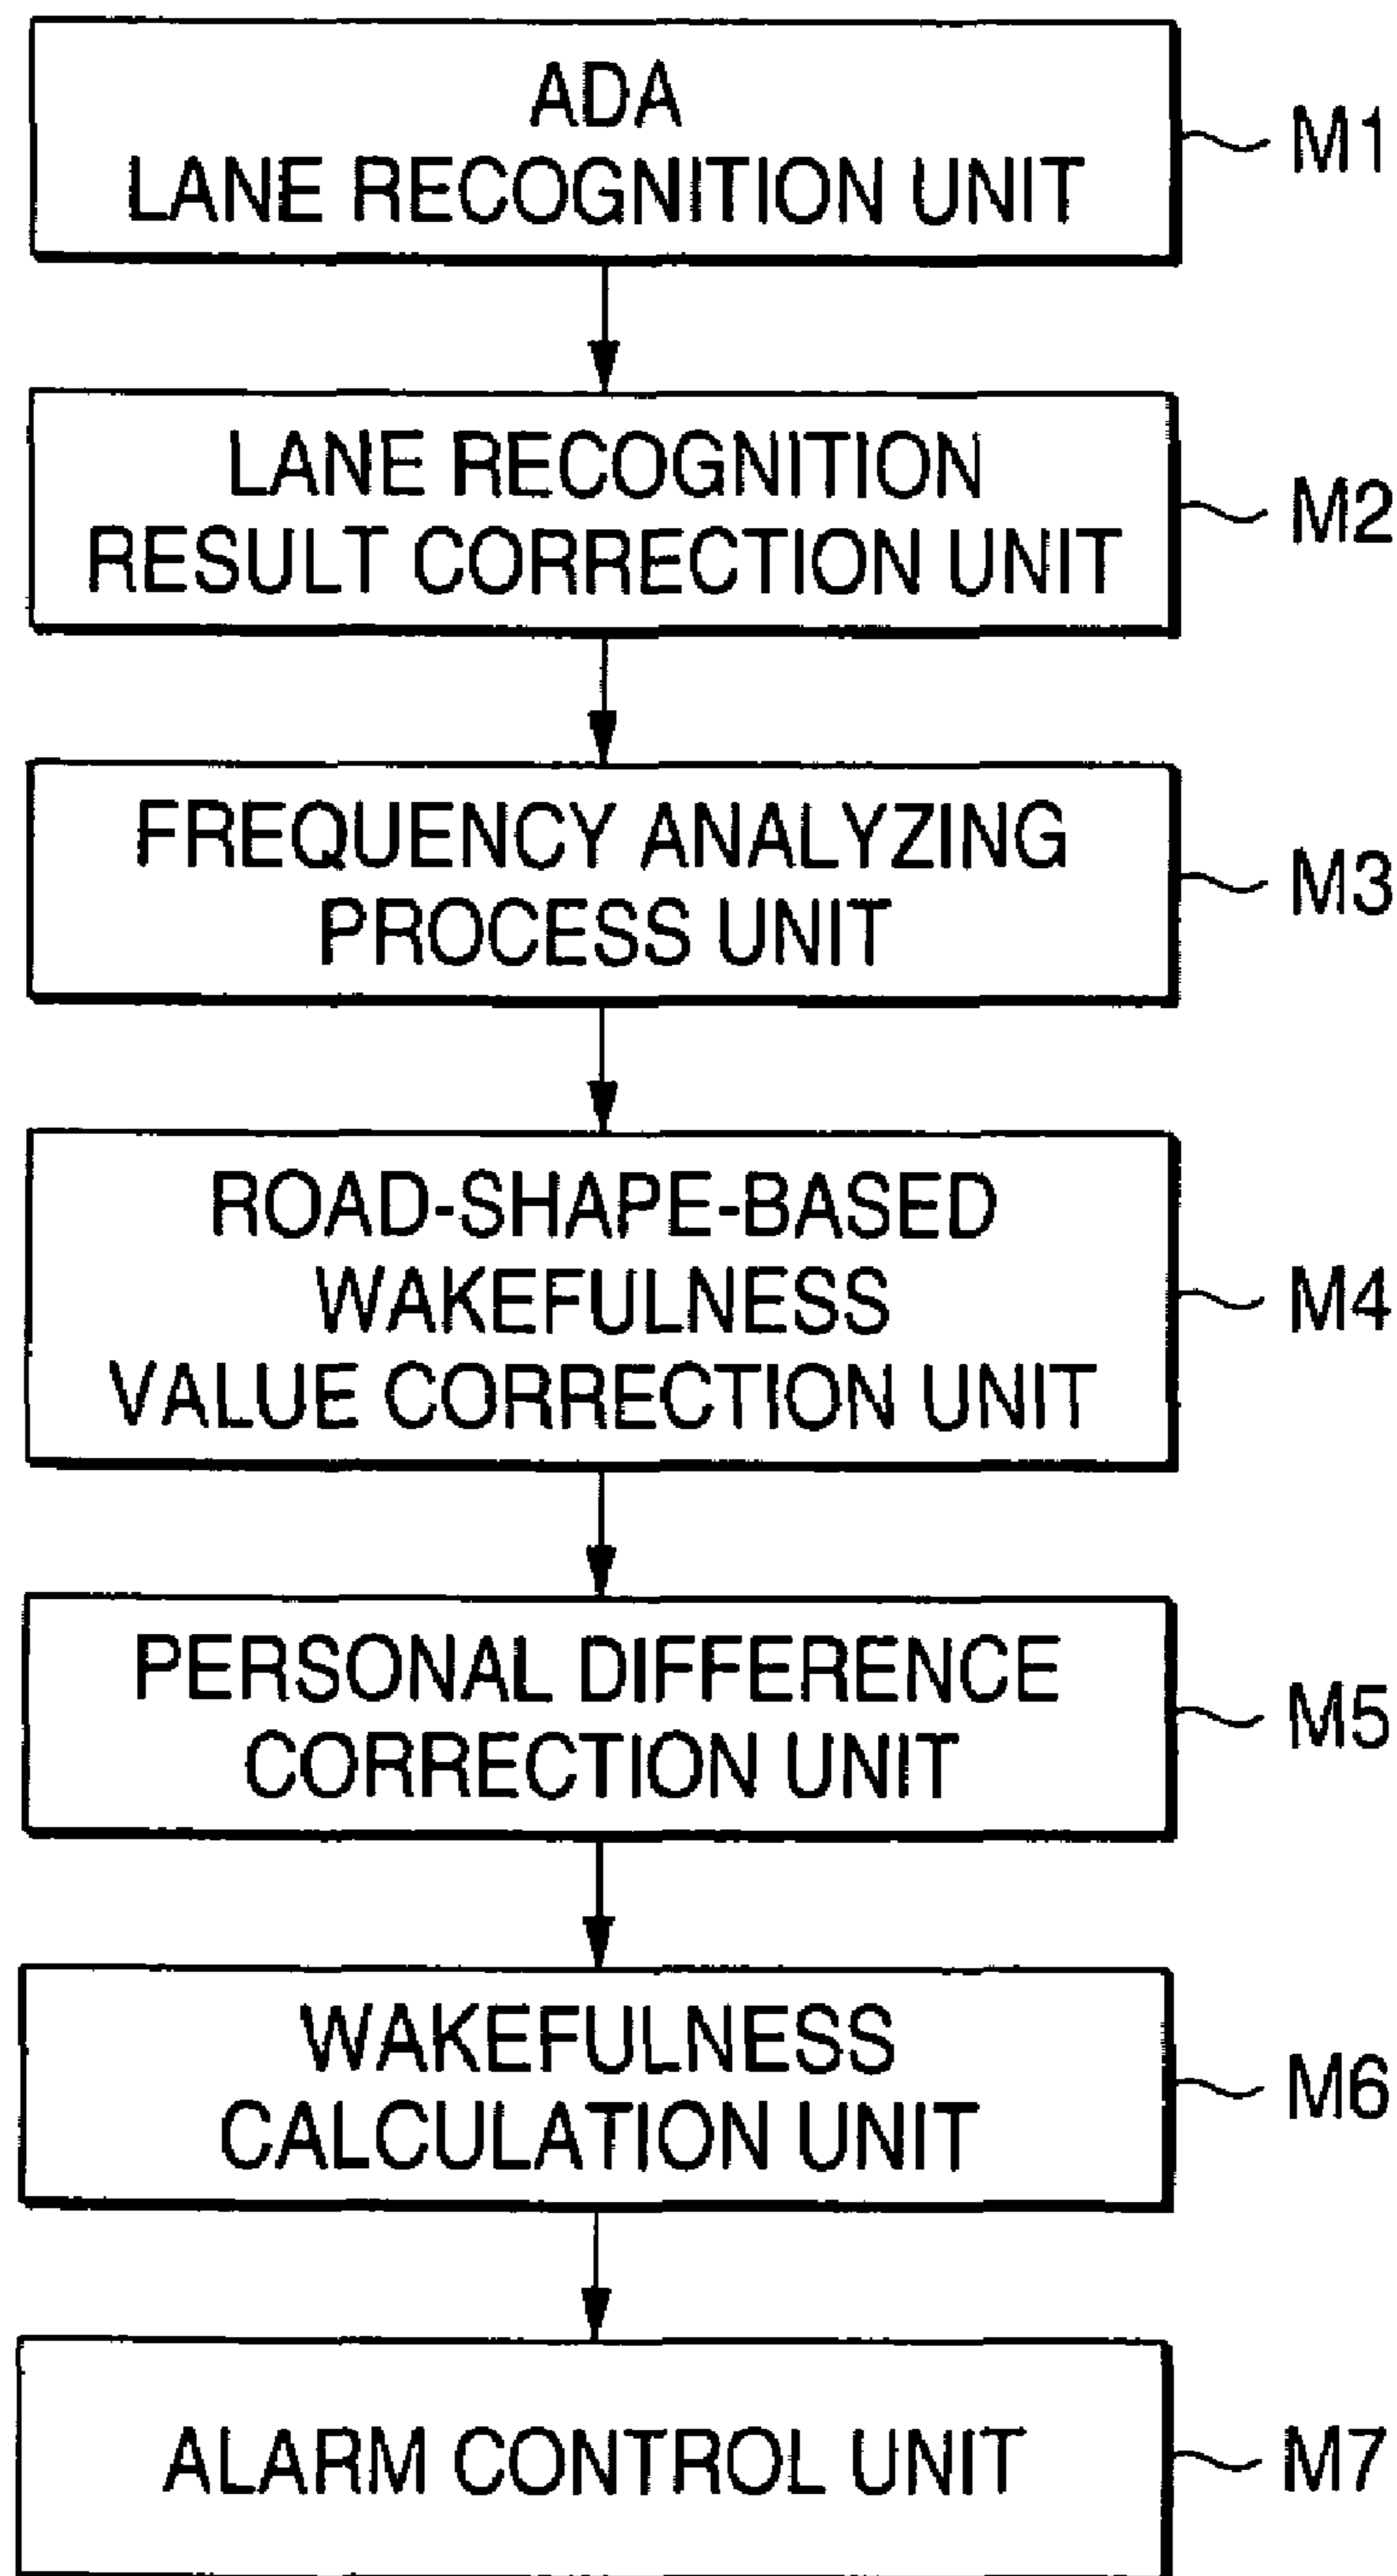 ADA
LANE RECOGNITION UNIT
M1
LANE RECOGNITION
RESULT CORRECTION UNIT
M2
FREQUENCY ANALYZING
PROCESS UNIT
M3
ROAD-SHAPE-BASED
WAKEFULNESS
VALUE CORRECTION UNIT
M4
PERSONAL DIFFERENCE
CORRECTION UNIT
M5
WAKEFULNESS
CALCULATION UNIT
M6
ALARM CONTROL UNIT
M7